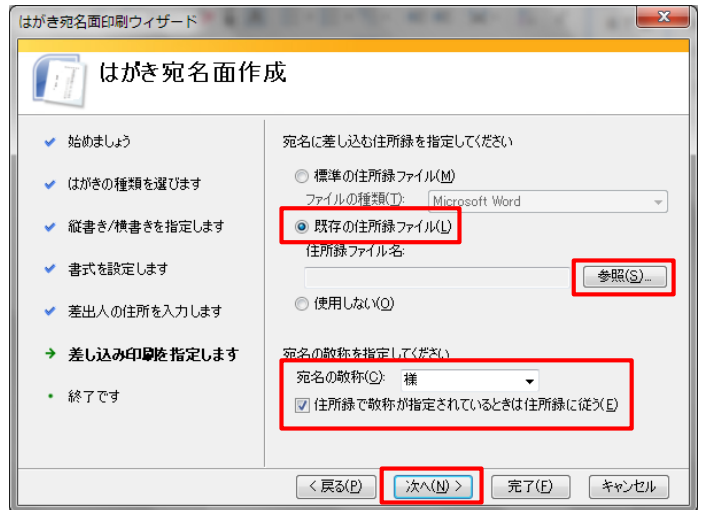 はがき宛名面印刷ウィザード
はがき宛名面作成
始めましょう
はがきの種類を選びます
縦書き/横書きを指定します
書式を設定します
差出人の住所を入力します
差し込み印刷を指定します
終了です
宛名に差し込む住所録を指定してください
標準の住所録ファイル(M)
ファイルの種類(T): Microsoft Word
既存の住所録ファイル(L)
住所録ファイル名:
参照(S)...
使用しない(O)
宛名の敬称を指定してください
宛名の敬称(C): 様
住所録で敬称が指定されているときは住所録に従う(E)
< 戻る(P) 次へ(N) > 完了(F) キャンセル